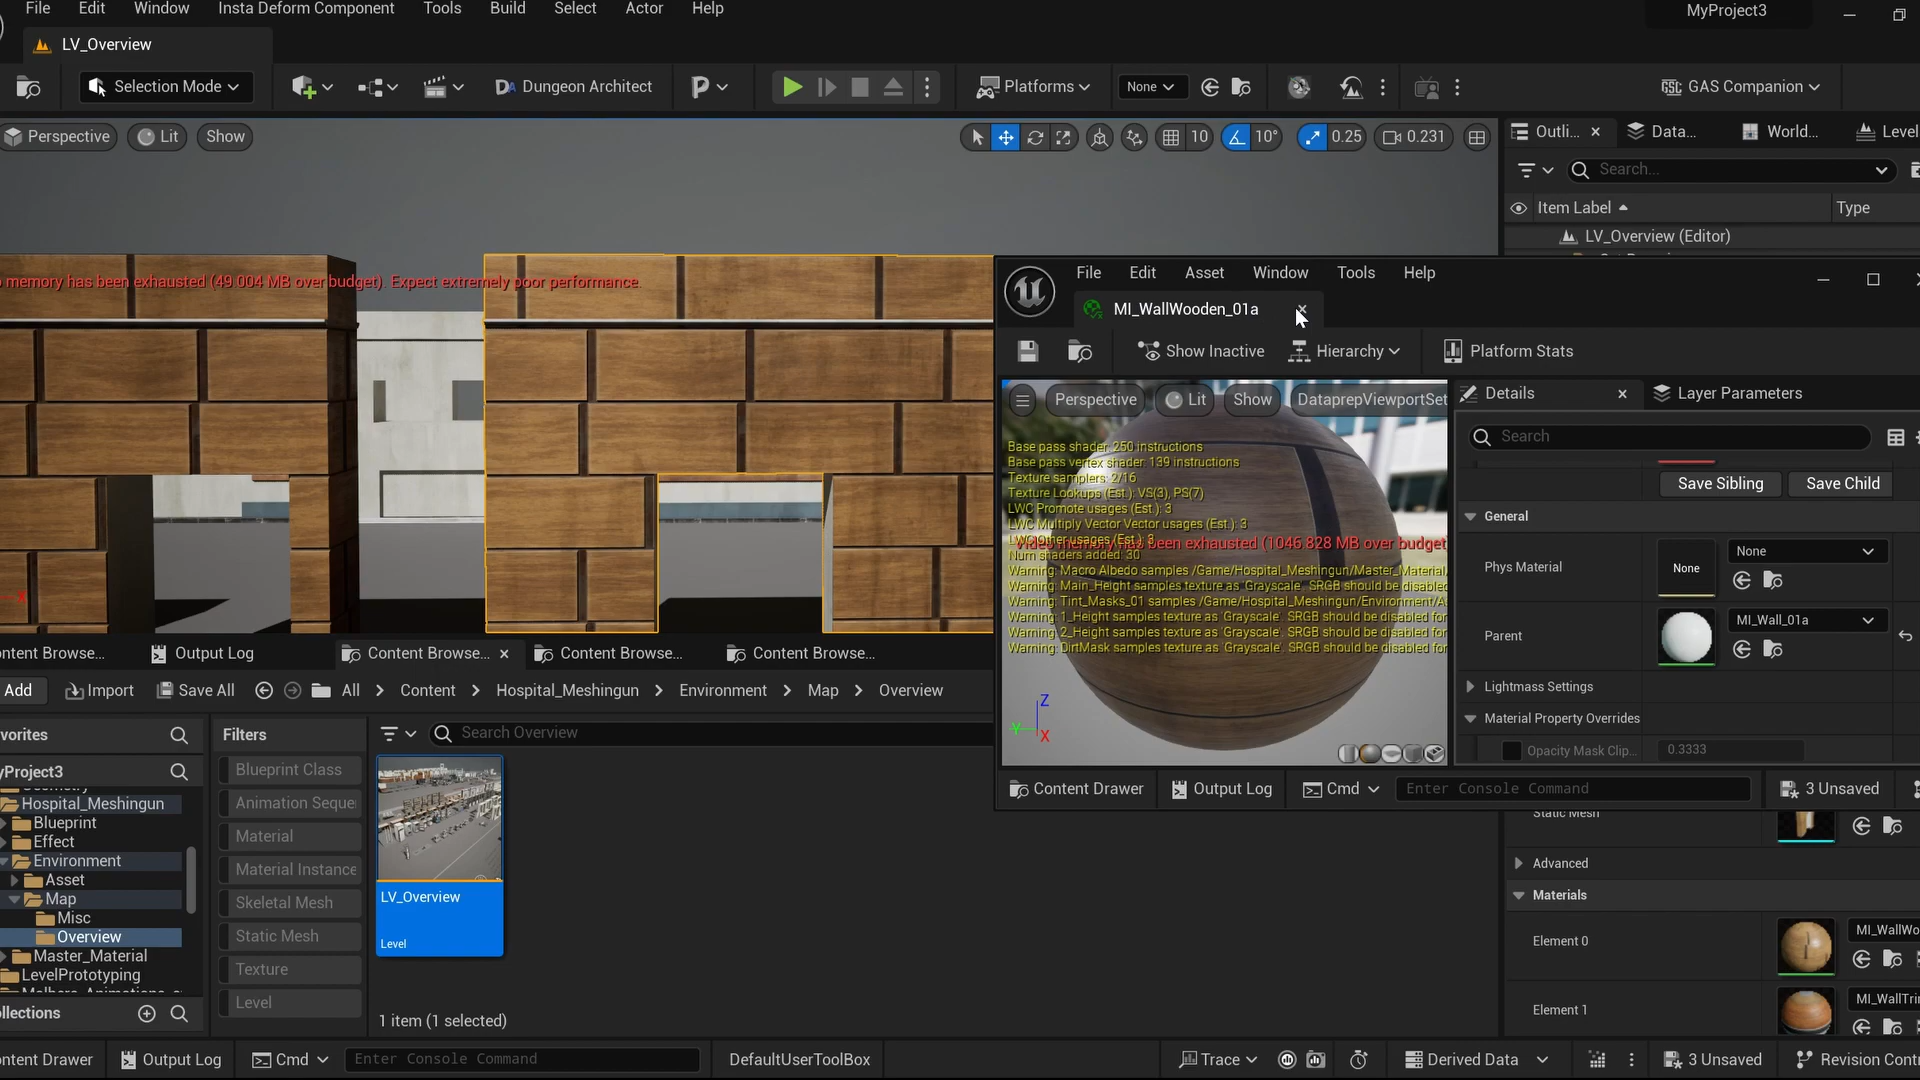 File Edit Window Insta Deform Component Tools Build Select Actor Help MyProject3
LV_Overview
Selection Mode Dungeon Architect Platforms None GAS Companion
Perspective Lit Show 10 10° 0.25 0.231
Outli... Data... World... Level
Search...
Item Label Type
LV_Overview (Editor)
memory has been exhausted (49.004 MB over budget). Expect extremely poor performance.
File Edit Asset Window Tools Help
MI_WallWooden_01a
Show Inactive Hierarchy Platform Stats
Perspective Lit Show DataprepViewportSet
Details Layer Parameters
Search
Base pass shader: 250 instructions
Base pass vertex shader: 139 instructions
Texture samplers: 2/16
Texture Lookups (Est.): VS(3), PS(7)
LWC Promote usages (Est.): 3
LWC Multiply Vector Vector usages (Est.): 3
LWC Other usages (Est.): 3
Video memory has been exhausted (1046.828 MB over budget
Num shaders added: 30
Warning: Macro Albedo samples /Game/Hospital_Meshingun/Master_Material
Warning: Main_Height samples texture as 'Grayscale'. SRGB should be disabled
Warning: Tint_Masks_01 samples /Game/Hospital_Meshingun/Environment/A
Warning: 1_Height samples texture as 'Grayscale'. SRGB should be disabled for
Warning: 2_Height samples texture as 'Grayscale'. SRGB should be disabled for
Warning: DirtMask samples texture as 'Grayscale'. SRGB should be disabled for
Z
Y
X
Save Sibling Save Child
General
Phys Material None None
Parent MI_Wall_01a
Lightmass Settings
Material Property Overrides
Opacity Mask Clip... 0.3333
Content Drawer Output Log Cmd Enter Console Command 3 Unsaved
X
ntent Browse... Output Log Content Browse... Content Browse... Content Browse...
Add Import Save All All Content Hospital_Meshingun Environment Map Overview
vorites
Filters
Search Overview
yProject3
Hospital_Meshingun
Blueprint
Effect
Environment
Asset
Map
Misc
Overview
Master_Material
LevelPrototyping
ollections
Blueprint Class
Animation Seque
Material
Material Instance
Skeletal Mesh
Static Mesh
Texture
Level
LV_Overview
Level
1 item (1 selected)
Static Mesh
Advanced
Materials
Element 0 MI_WallWo
Element 1 MI_WallTri
ntent Drawer Output Log Cmd Enter Console Command DefaultUserToolBox Trace Derived Data 3 Unsaved Revision Cont